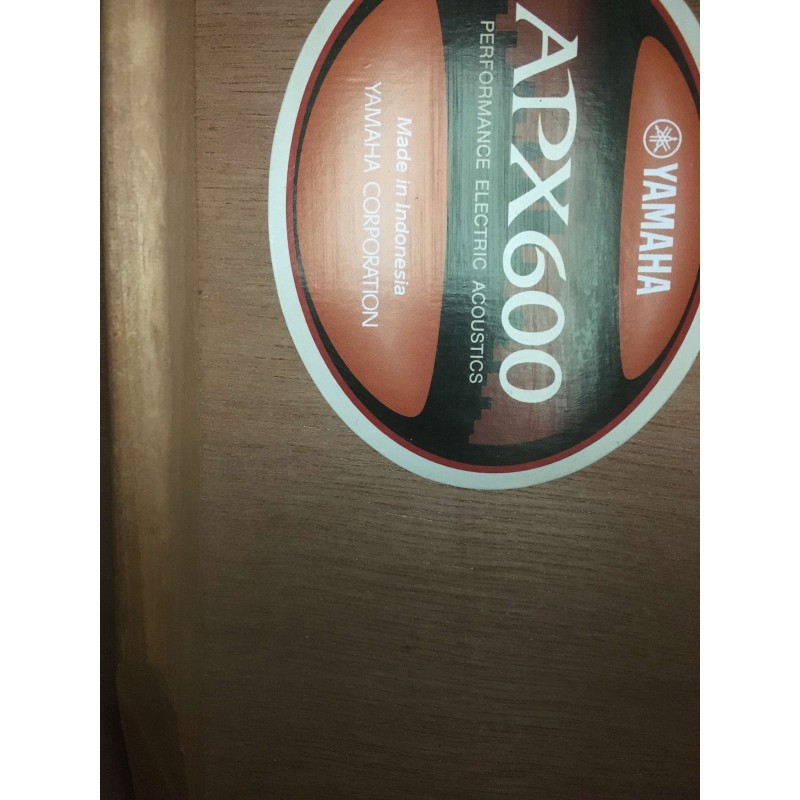 YAMAHA
APX600
PERFORMANCE ELECTRIC ACOUSTICS
Made in Indonesia
YAMAHA CORPORATION